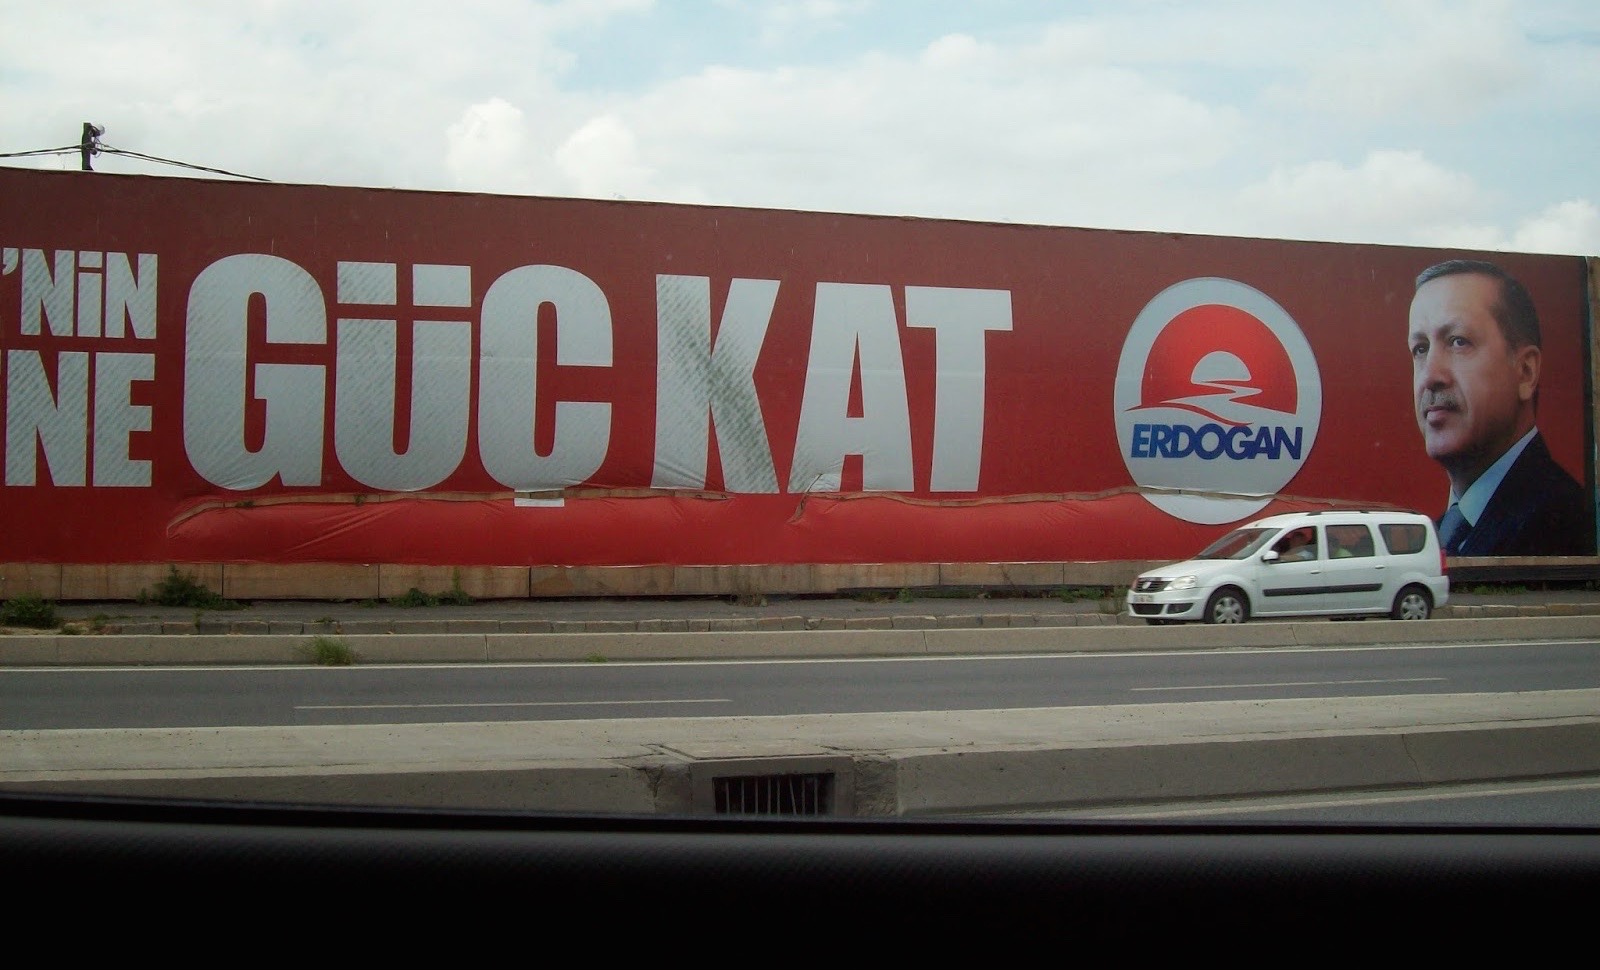 'NİN
'NE
GÜÇ KAT
ERDOGAN